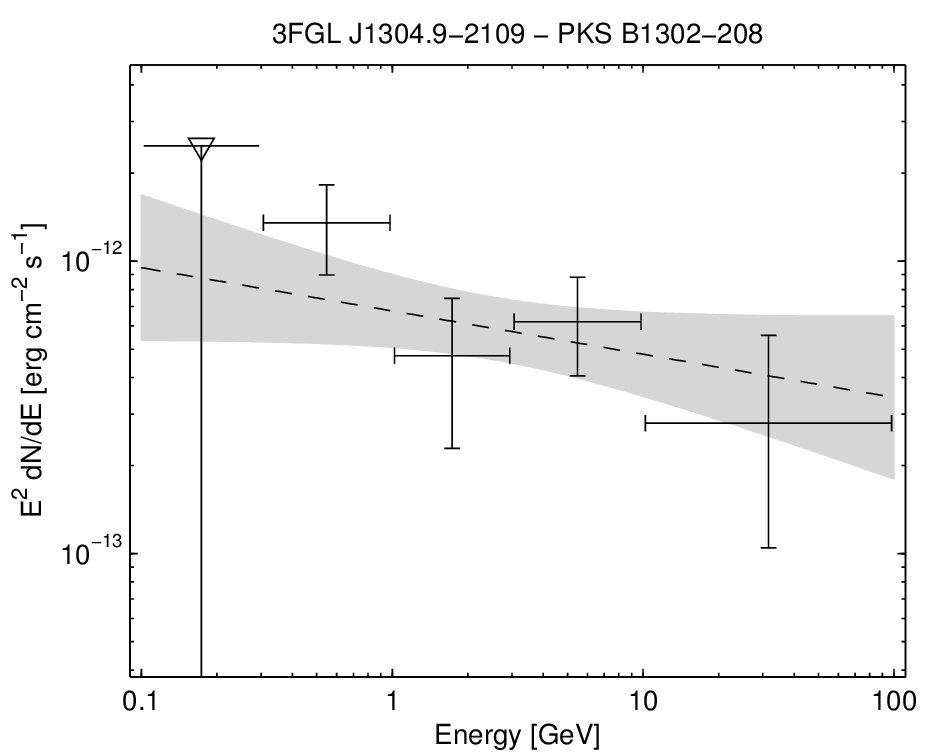 3FGL J1304.9−2109 − PKS B1302−208
E² dN/dE [erg cm⁻² s⁻¹]
10⁻¹²
10⁻¹³
0.1 1 10 100
Energy [GeV]